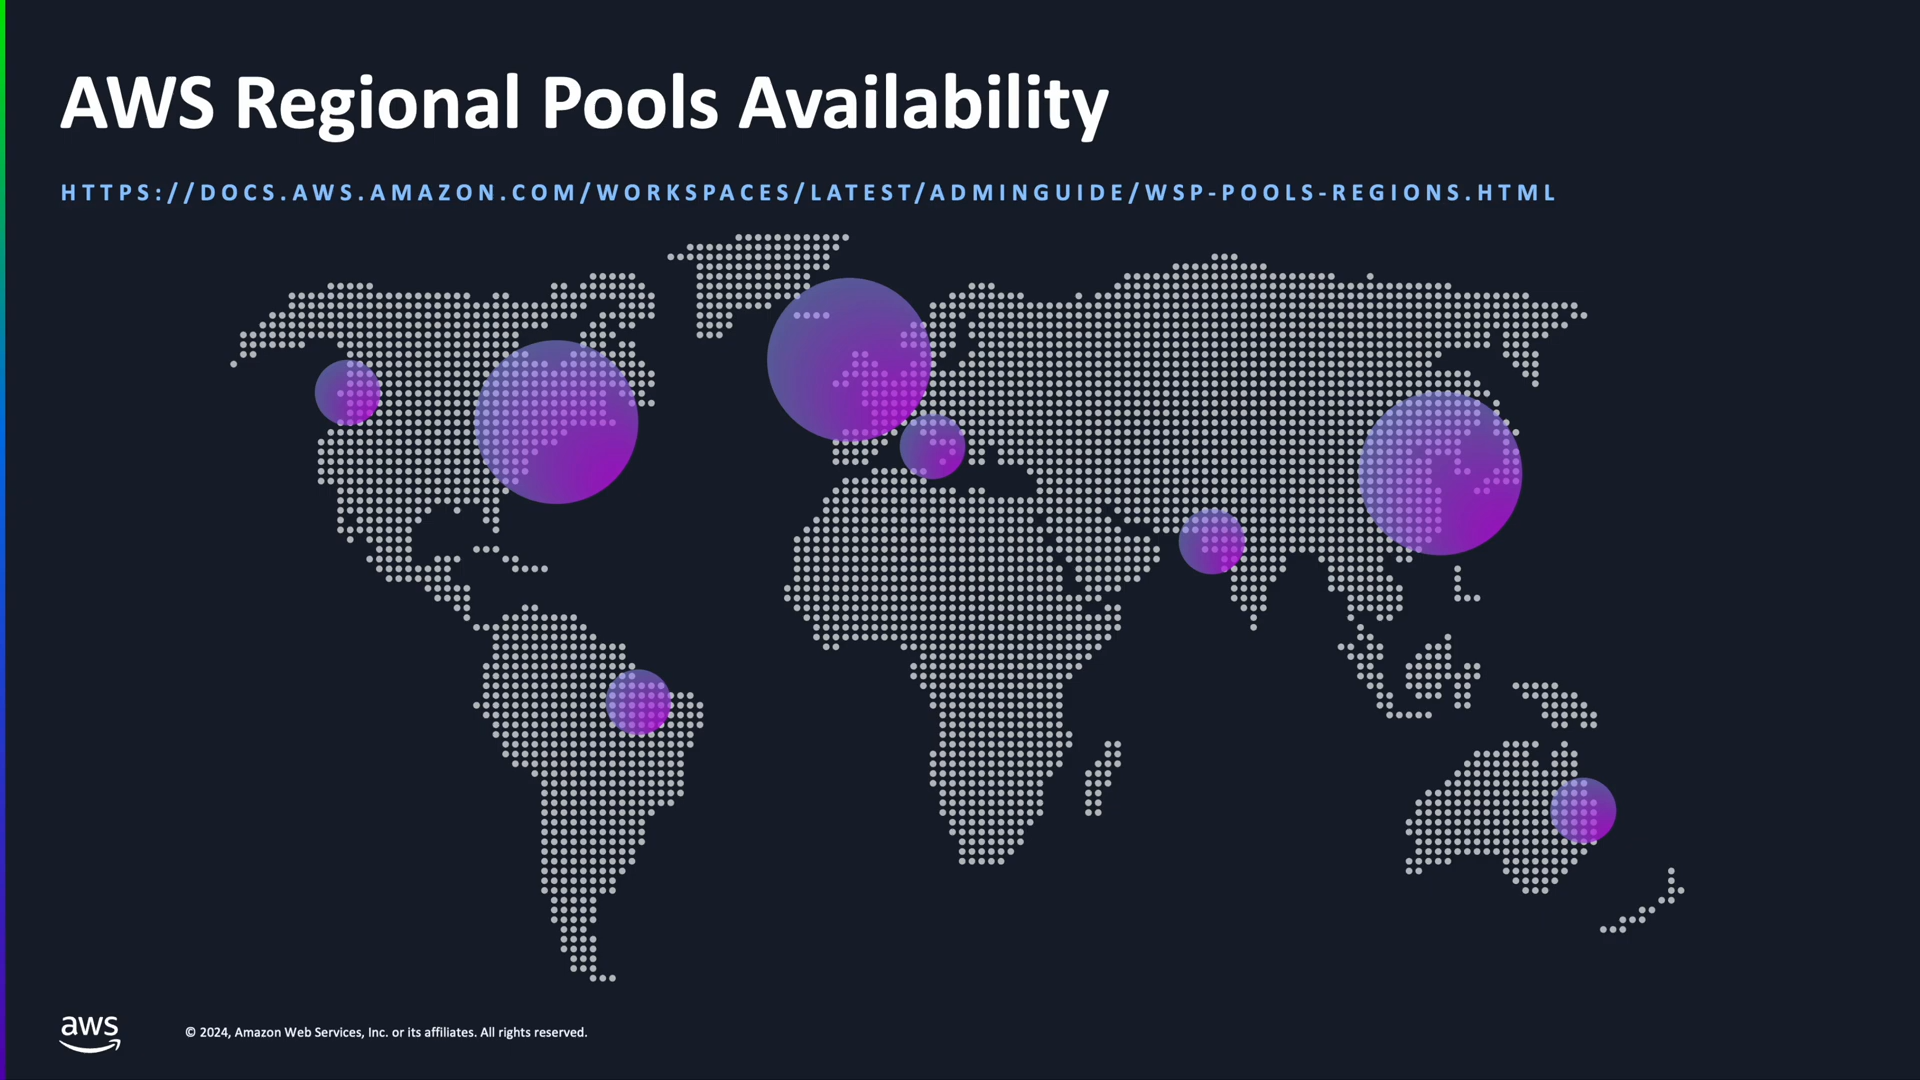 AWS Regional Pools Availability
HTTPS://DOCS.AWS.AMAZON.COM/WORKSPACES/LATEST/ADMINGUIDE/WSP-POOLS-REGIONS.HTML
aws
© 2024, Amazon Web Services, Inc. or its affiliates. All rights reserved.